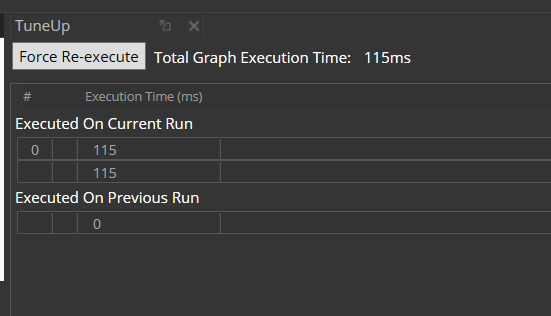 TuneUp
Force Re-execute Total Graph Execution Time: 115ms
# Execution Time (ms)
Executed On Current Run
0 115
115
Executed On Previous Run
0